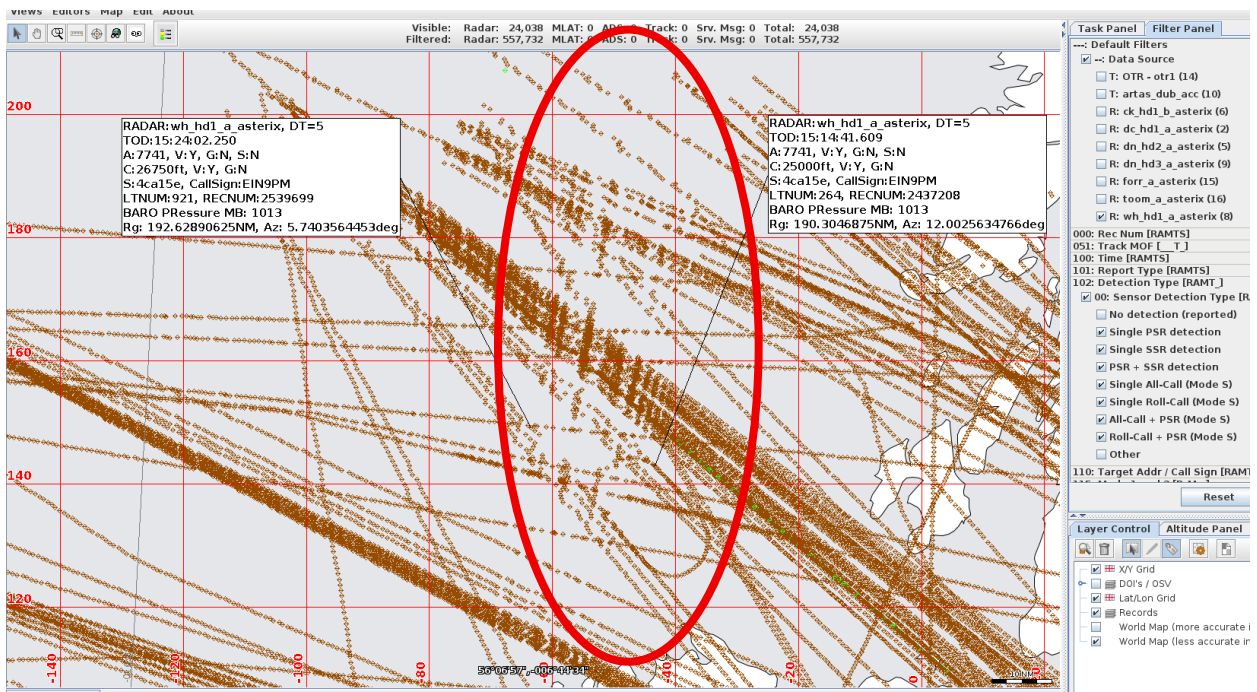 Views Editors Map Edit About
Visible: Radar: 24,038 MLAT: 0 ADS: 0 Track: 0 Srv. Msg: 0 Total: 24,038
Filtered: Radar: 557,732 MLAT: 0 ADS: 0 Track: 0 Srv. Msg: 0 Total: 557,732
200
180
160
140
120
-140
-120
-100
-80
-40
-20
0
RADAR:wh_hd1_a_asterix, DT=5
TOD:15:24:02.250
A:7741, V:Y, G:N, S:N
C:26750ft, V:Y, G:N
S:4ca15e, CallSign:EIN9PM
LTNUM:921, RECNUM:2539699
BARO PRessure MB: 1013
Rg: 192.62890625NM, Az: 5.7403564453deg
RADAR:wh_hd1_a_asterix, DT=5
TOD:15:14:41.609
A:7741, V:Y, G:N, S:N
C:25000ft, V:Y, G:N
S:4ca15e, CallSign:EIN9PM
LTNUM:264, RECNUM:2437208
BARO PRessure MB: 1013
Rg: 190.3046875NM, Az: 12.0025634766deg
56°06'57",-006°44'34"
10 NM
Task Panel Filter Panel
---: Default Filters
--: Data Source
T: OTR - otr1 (14)
T: artas_dub_acc (10)
R: ck_hd1_b_asterix (6)
R: dc_hd1_a_asterix (2)
R: dn_hd2_a_asterix (5)
R: dn_hd3_a_asterix (9)
R: forr_a_asterix (15)
R: toom_a_asterix (16)
R: wh_hd1_a_asterix (8)
000: Rec Num [RAMTS]
051: Track MOF [__T_]
100: Time [RAMTS]
101: Report Type [RAMTS]
102: Detection Type [RAMT_]
00: Sensor Detection Type [R
No detection (reported)
Single PSR detection
Single SSR detection
PSR + SSR detection
Single All-Call (Mode S)
Single Roll-Call (Mode S)
All-Call + PSR (Mode S)
Roll-Call + PSR (Mode S)
Other
110: Target Addr / Call Sign [RAMT
Reset
Layer Control Altitude Panel
X/Y Grid
DOI's / OSV
Lat/Lon Grid
Records
World Map (more accurate i
World Map (less accurate in